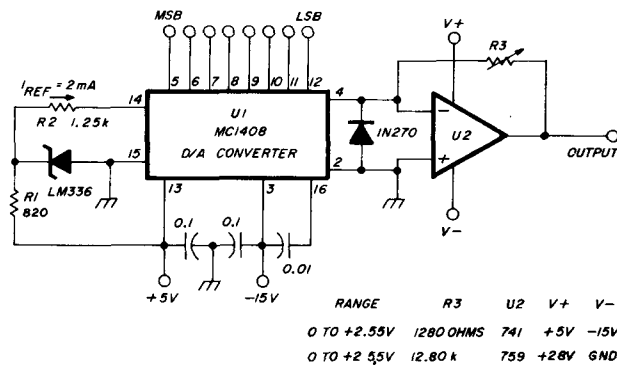 MSB LSB
V+
R3
IREF = 2mA
5 6 7 8 9 10 11 12
14 4
R2 1.25k
U1
MC1408
D/A CONVERTER
1N270
−
U2
+
OUTPUT
15 2
LM336
R1
820
13 3 16
V−
0.1 0.1
0.01
+5V −15V
RANGE R3 U2 V+ V−
0 TO +2.55V 1280 OHMS 741 +5V −15V
0 TO +25.5V 12.80 k 759 +28V GND